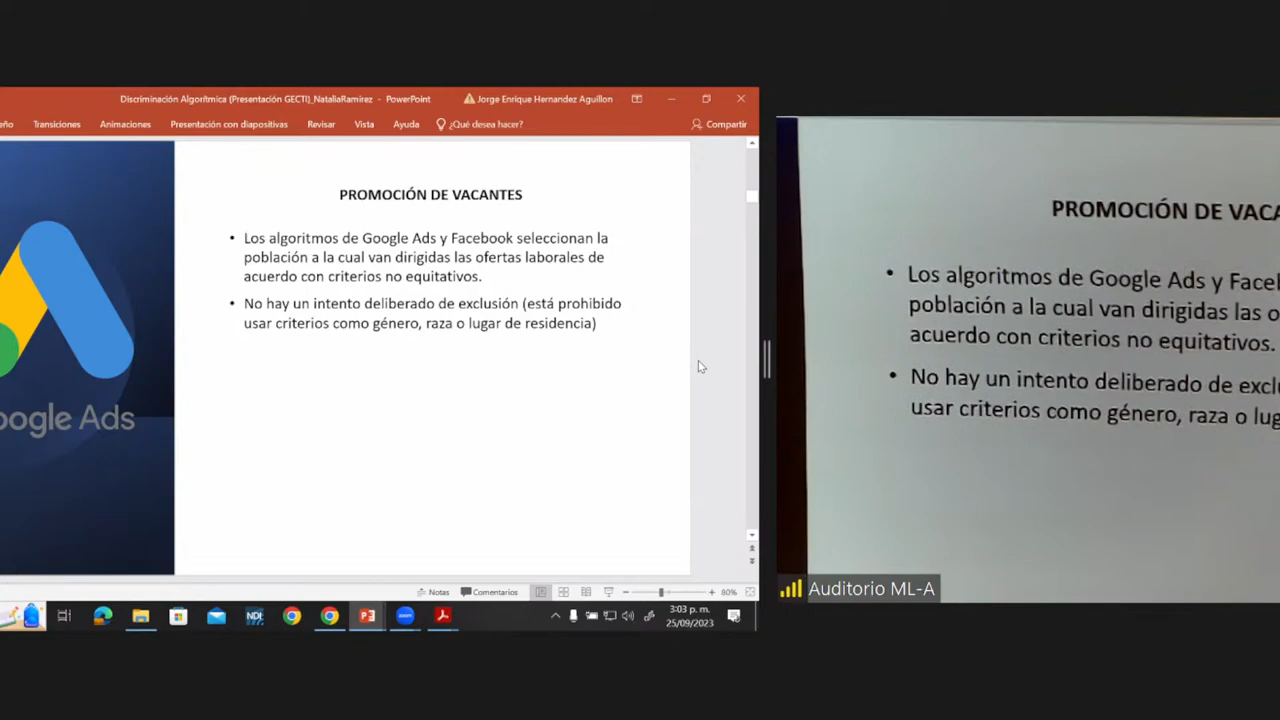 Discriminación Algorítmica (Presentación GECTI)_NataliaRamírez - PowerPoint
Jorge Enrique Hernandez Aguillon
eño Transiciones Animaciones Presentación con diapositivas Revisar Vista Ayuda ¿Qué desea hacer? Compartir
PROMOCIÓN DE VACANTES
• Los algoritmos de Google Ads y Facebook seleccionan la
población a la cual van dirigidas las ofertas laborales de
acuerdo con criterios no equitativos.
• No hay un intento deliberado de exclusión (está prohibido
usar criterios como género, raza o lugar de residencia)
oogle Ads
Notas Comentarios 80%
NDI
3:03 p. m.
25/09/2023
PROMOCIÓN DE VACA
• Los algoritmos de Google Ads y Faceb
población a la cual van dirigidas las o
acuerdo con criterios no equitativos.
• No hay un intento deliberado de exclu
usar criterios como género, raza o lug
Auditorio ML-A